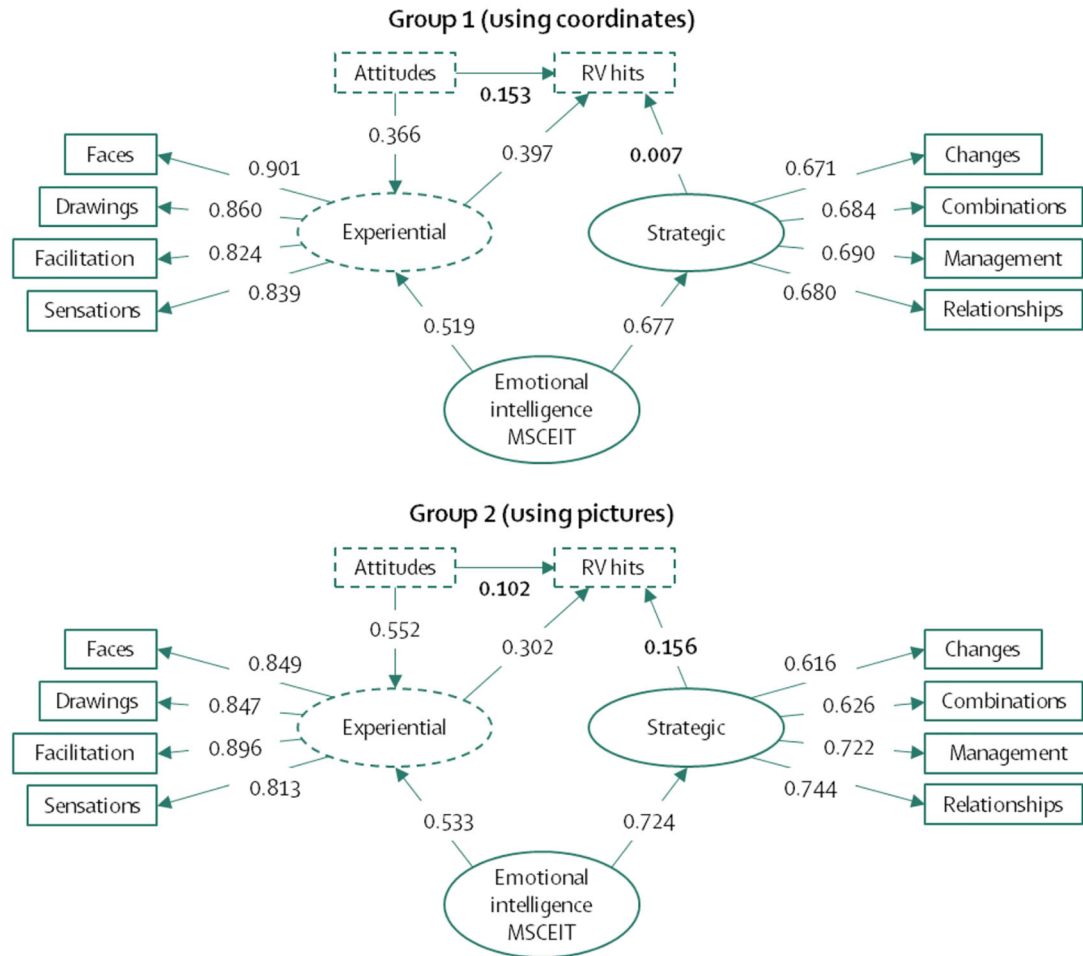 Group 1 (using coordinates)
Attitudes
RV hits
0.153
0.366
0.397
0.007
Faces
Drawings
Facilitation
Sensations
0.901
0.860
0.824
0.839
Experiential
Strategic
0.671
0.684
0.690
0.680
Changes
Combinations
Management
Relationships
0.519
0.677
Emotional
intelligence
MSCEIT
Group 2 (using pictures)
Attitudes
RV hits
0.102
0.552
0.302
0.156
Faces
Drawings
Facilitation
Sensations
0.849
0.847
0.896
0.813
Experiential
Strategic
0.616
0.626
0.722
0.744
Changes
Combinations
Management
Relationships
0.533
0.724
Emotional
intelligence
MSCEIT